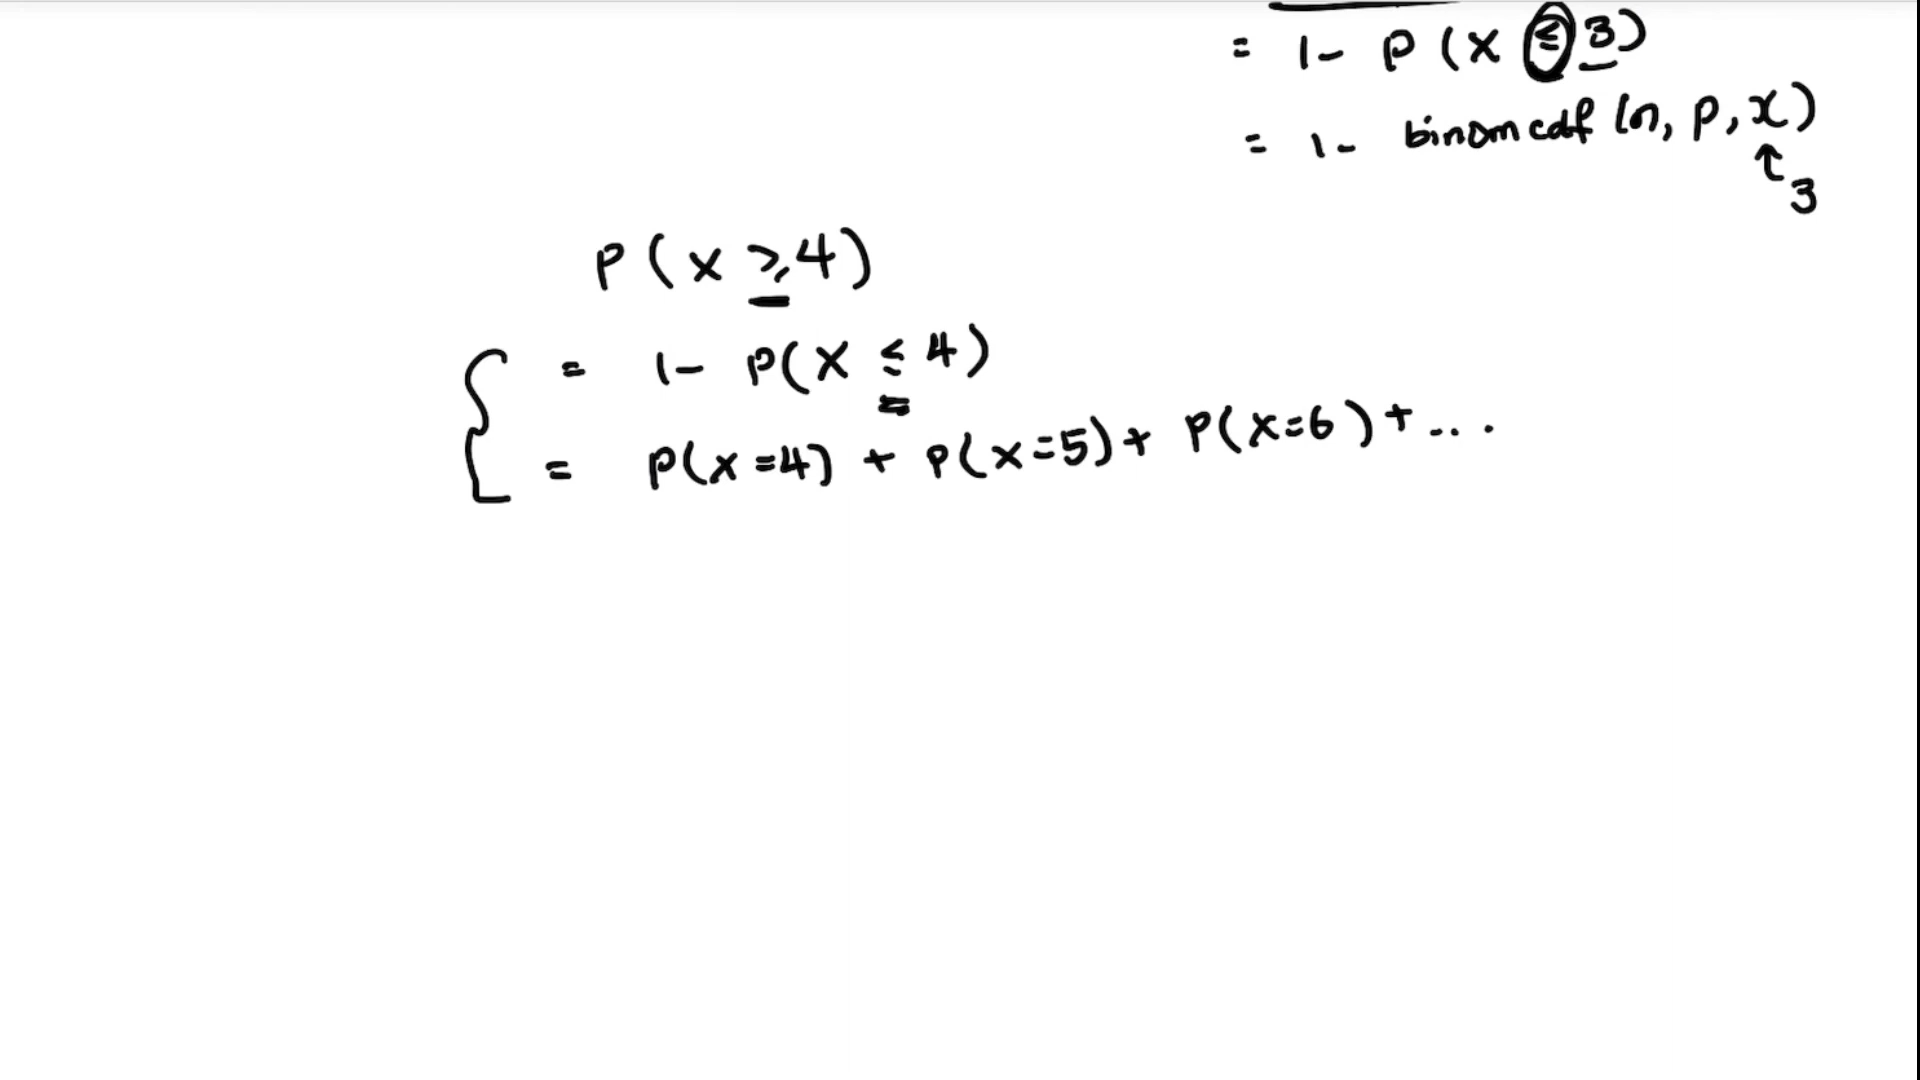 = 1 - P (X ≤ 3)
= 1 - binomcdf (n, p, x)
↑ 3
P (X ≥ 4)
= 1 - P(X ≤ 4)
= P(X=4) + P(X=5) + P(X=6) + ...